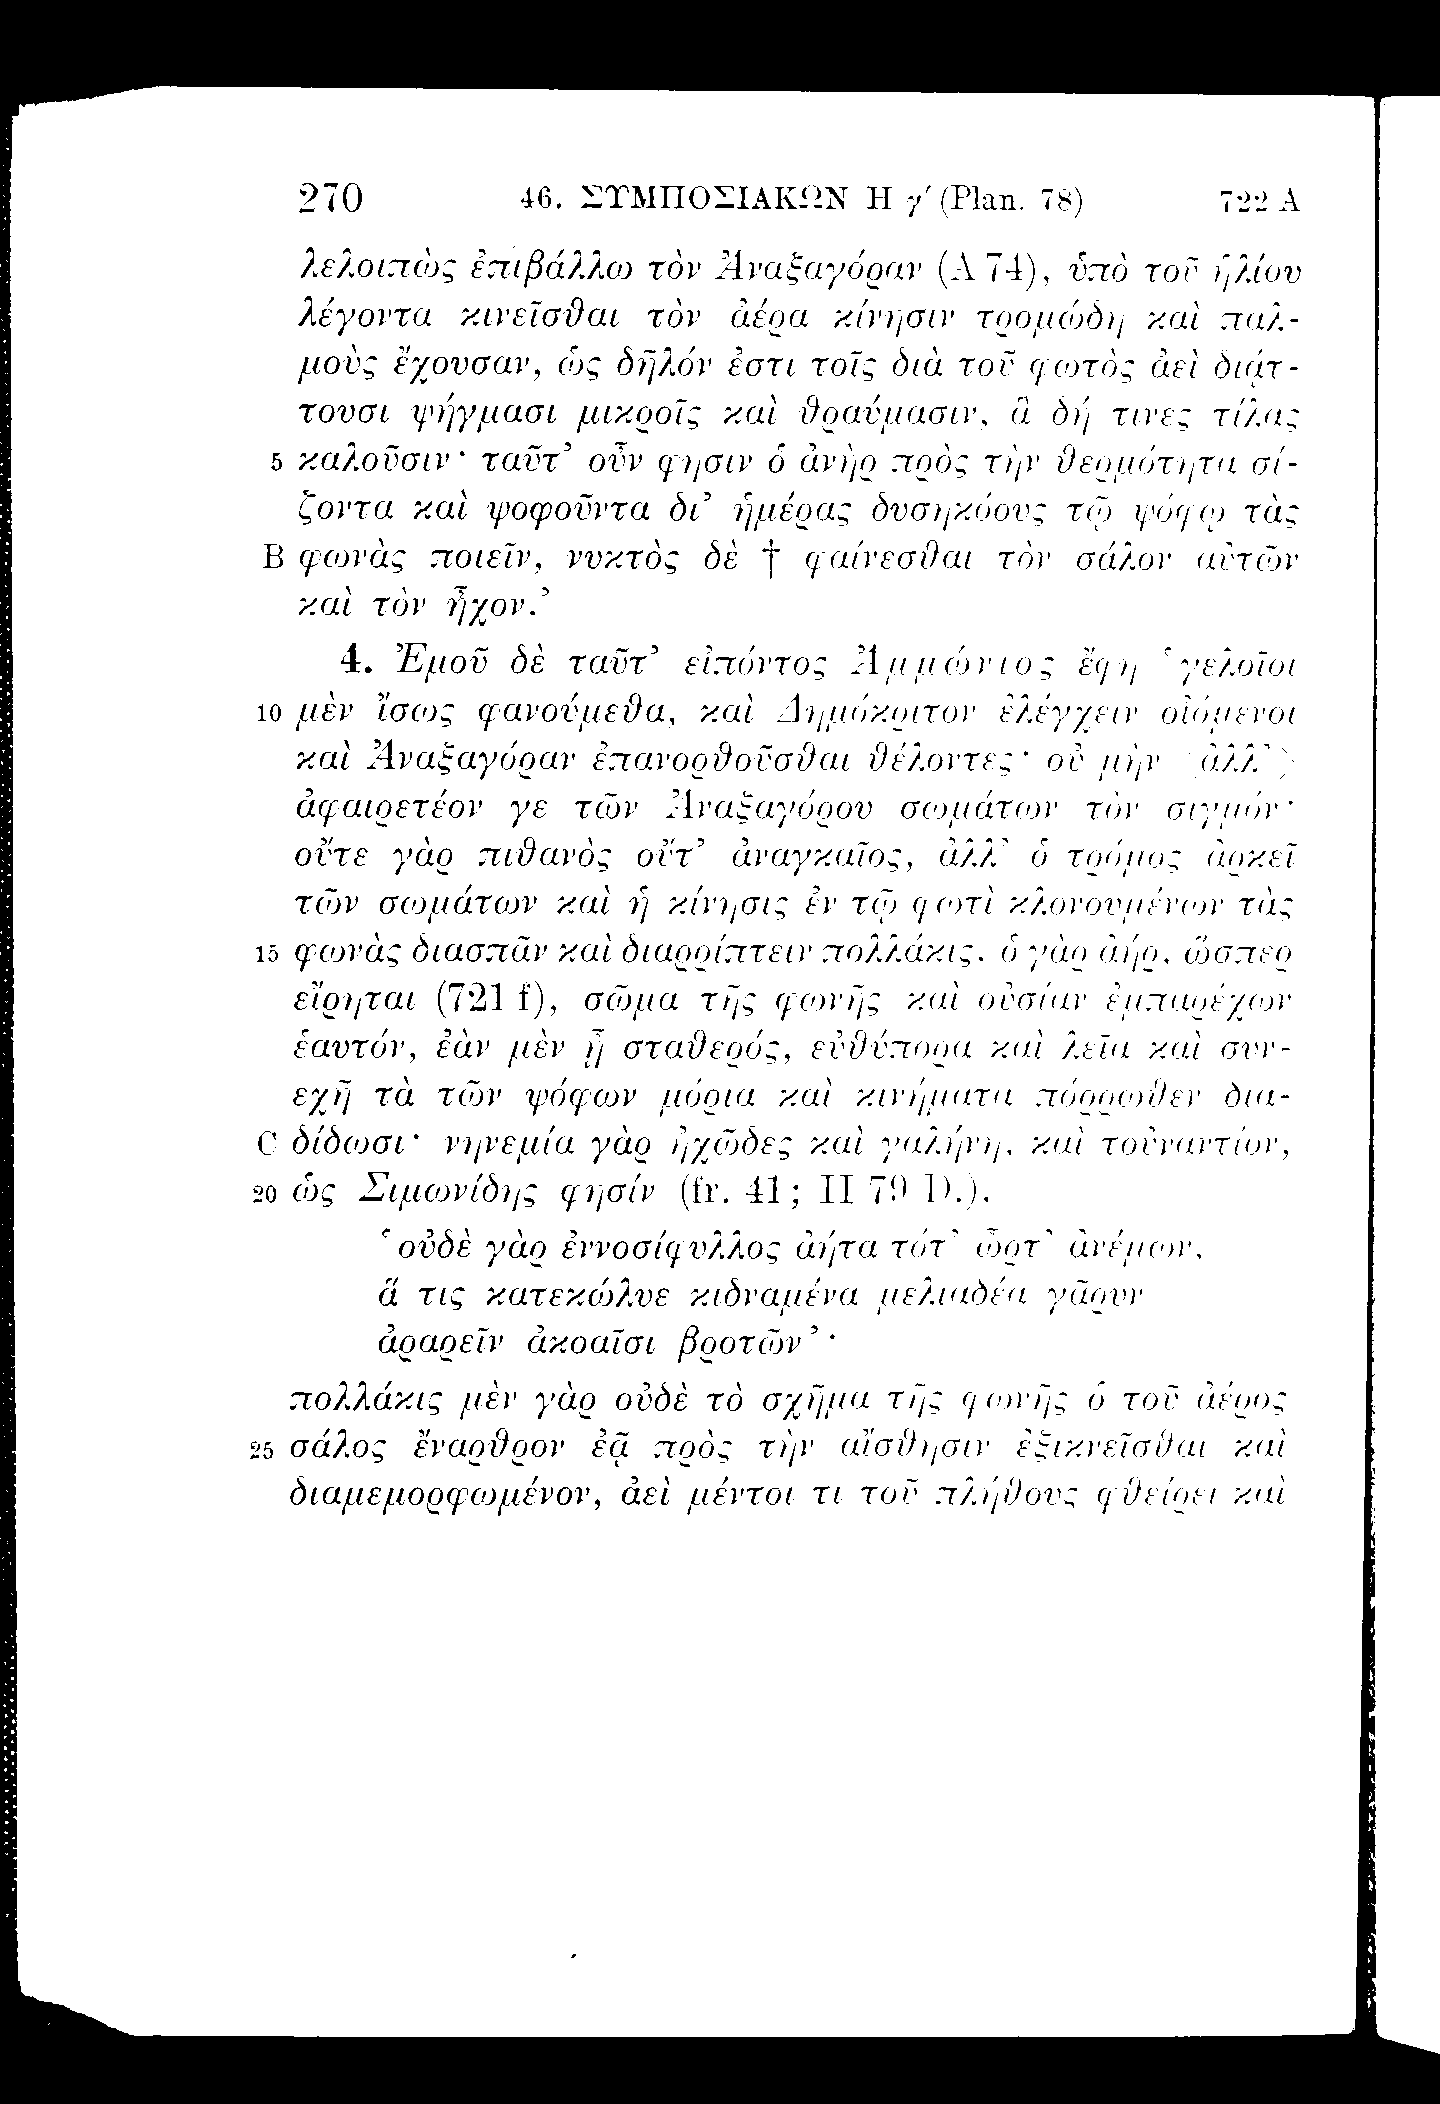 270 46. ΣΥΜΠΟΣΙΑΚΩΝ Η γ′ (Plan. 78) 722 A
λελοιπὼς ἐπιβάλλω τὸν Ἀναξαγόραν (A 74), ὑπὸ τοῦ ἡλίου
λέγοντα κινεῖσθαι τὸν ἀέρα κίνησιν τρομώδη καὶ παλ-
μοὺς ἔχουσαν, ὡς δῆλόν ἐστι τοῖς διὰ τοῦ φωτὸς ἀεὶ διᾴτ-
τουσι ψήγμασι μικροῖς καὶ θραύμασιν, ἃ δή τινες τίλας
5 καλοῦσιν· ταῦτ’ οὖν φησιν ὁ ἀνὴρ πρὸς τὴν θερμότητα σί-
ζοντα καὶ ψοφοῦντα δι’ ἡμέρας δυσηκόους τῷ ψόφῳ τὰς
B φωνὰς ποιεῖν, νυκτὸς δὲ † φαίνεσθαι τὸν σάλον αὐτῶν
καὶ τὸν ἦχον.’
4. Ἐμοῦ δὲ ταῦτ’ εἰπόντος Ἀμμώνιος ἔφη ‘γελοῖοι
10 μὲν ἴσως φανούμεθα, καὶ Δημόκριτον ἐλέγχειν οἰόμενοι
καὶ Ἀναξαγόραν ἐπανορθοῦσθαι θέλοντες· οὐ μὴν ⟨ἀλλ’⟩
ἀφαιρετέον γε τῶν Ἀναξαγόρου σωμάτων τὸν σιγμόν·
οὔτε γὰρ πιθανὸς οὔτ’ ἀναγκαῖος, ἀλλ’ ὁ τρόμος ἀρκεῖ
τῶν σωμάτων καὶ ἡ κίνησις ἐν τῷ φωτὶ κλονουμένων τὰς
15 φωνὰς διασπᾶν καὶ διαρρίπτειν πολλάκις. ὁ γὰρ ἀήρ, ὥσπερ
εἴρηται (721 f), σῶμα τῆς φωνῆς καὶ οὐσίαν ἐμπαρέχων
ἑαυτόν, ἐὰν μὲν ᾖ σταθερός, εὐθύπορα καὶ λεῖα καὶ συν-
εχῆ τὰ τῶν ψόφων μόρια καὶ κινήματα πόρρωθεν δια-
C δίδωσι· νηνεμία γὰρ ἠχῶδες καὶ γαλήνη, καὶ τοὐναντίον,
20 ὡς Σιμωνίδης φησίν (fr. 41; II 79 D.).
‘οὐδὲ γὰρ ἐννοσίφυλλος ἀήτα τότ’ ὦρτ’ ἀνέμων,
ἅ τις κατεκώλυε κιδναμένα μελιαδέα γᾶρυν
ἀραρεῖν ἀκοαῖσι βροτῶν’·
πολλάκις μὲν γὰρ οὐδὲ τὸ σχῆμα τῆς φωνῆς ὁ τοῦ ἀέρος
25 σάλος ἔναρθρον ἐᾷ πρὸς τὴν αἴσθησιν ἐξικνεῖσθαι καὶ
διαμεμορφωμένον, ἀεὶ μέντοι τι τοῦ πλήθους φθείρει καὶ